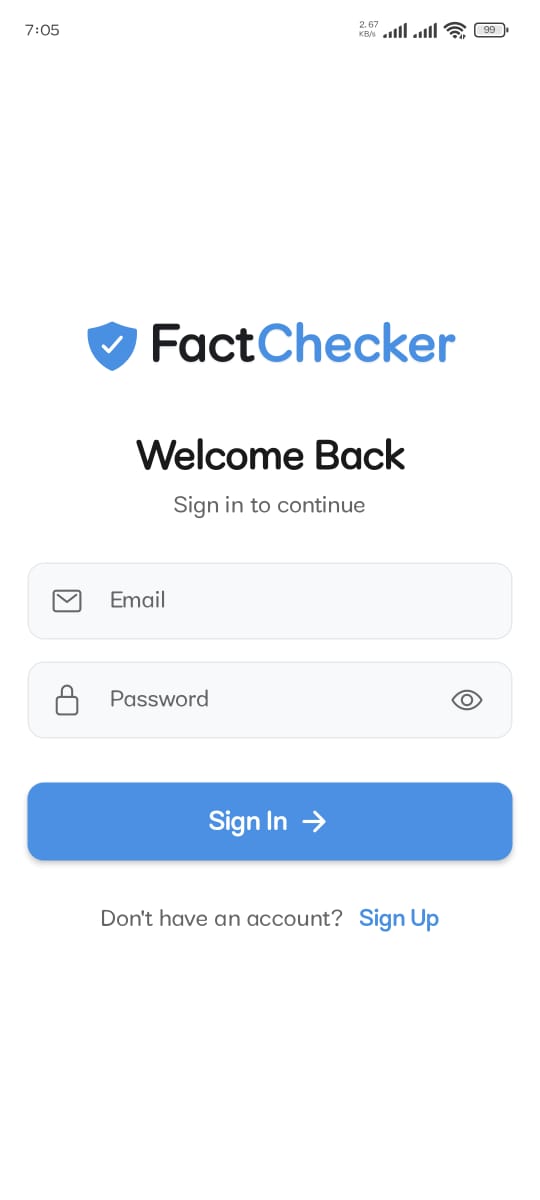 7:05
2.67
KB/s
99
FactChecker
Welcome Back
Sign in to continue
Email
Password
Sign In →
Don't have an account? Sign Up